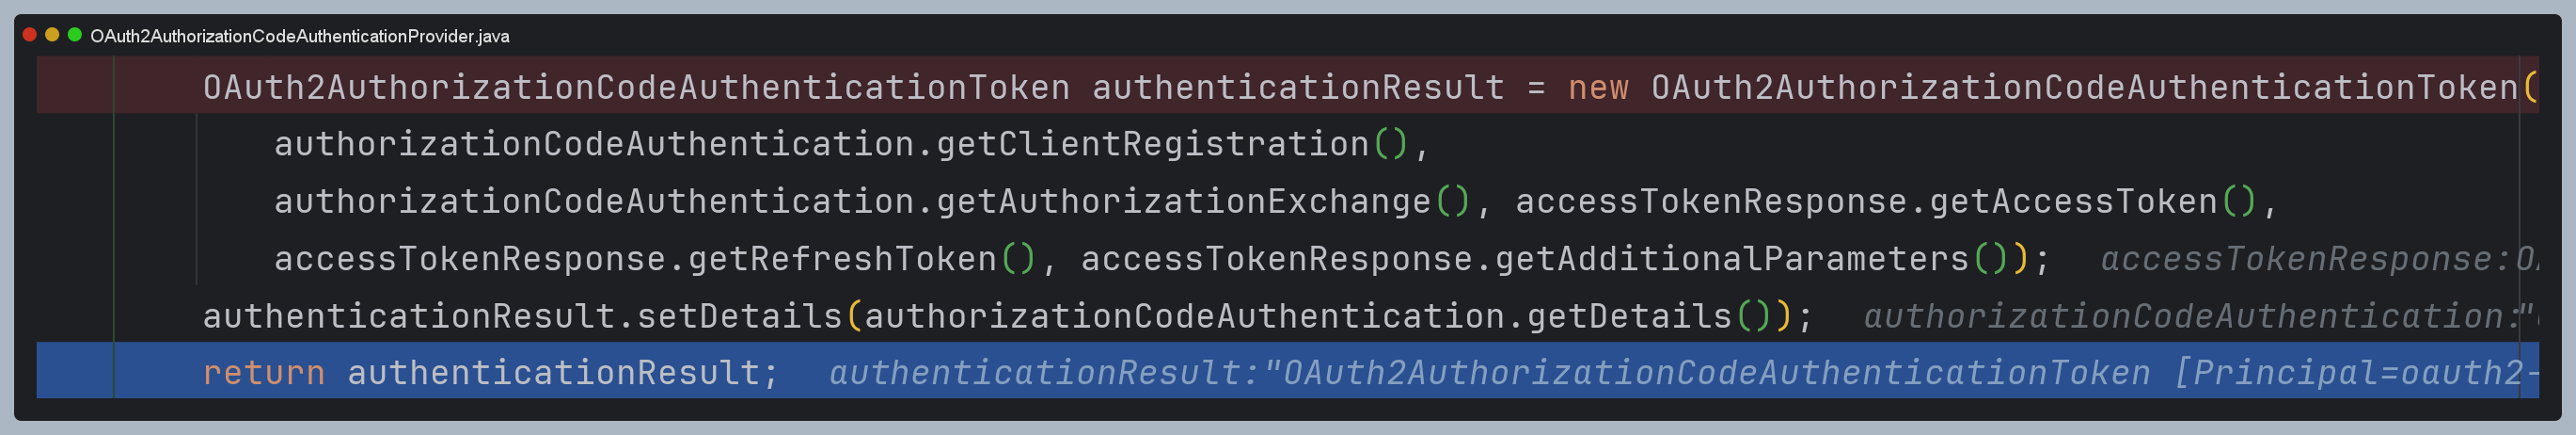 OAuth2AuthorizationCodeAuthenticationProvider.java
OAuth2AuthorizationCodeAuthenticationToken authenticationResult = new OAuth2AuthorizationCodeAuthenticationToken(
authorizationCodeAuthentication.getClientRegistration(),
authorizationCodeAuthentication.getAuthorizationExchange(), accessTokenResponse.getAccessToken(),
accessTokenResponse.getRefreshToken(), accessTokenResponse.getAdditionalParameters()); accessTokenResponse:
authenticationResult.setDetails(authorizationCodeAuthentication.getDetails()); authorizationCodeAuthentication:"
return authenticationResult; authenticationResult:"OAuth2AuthorizationCodeAuthenticationToken [Principal=oauth2-